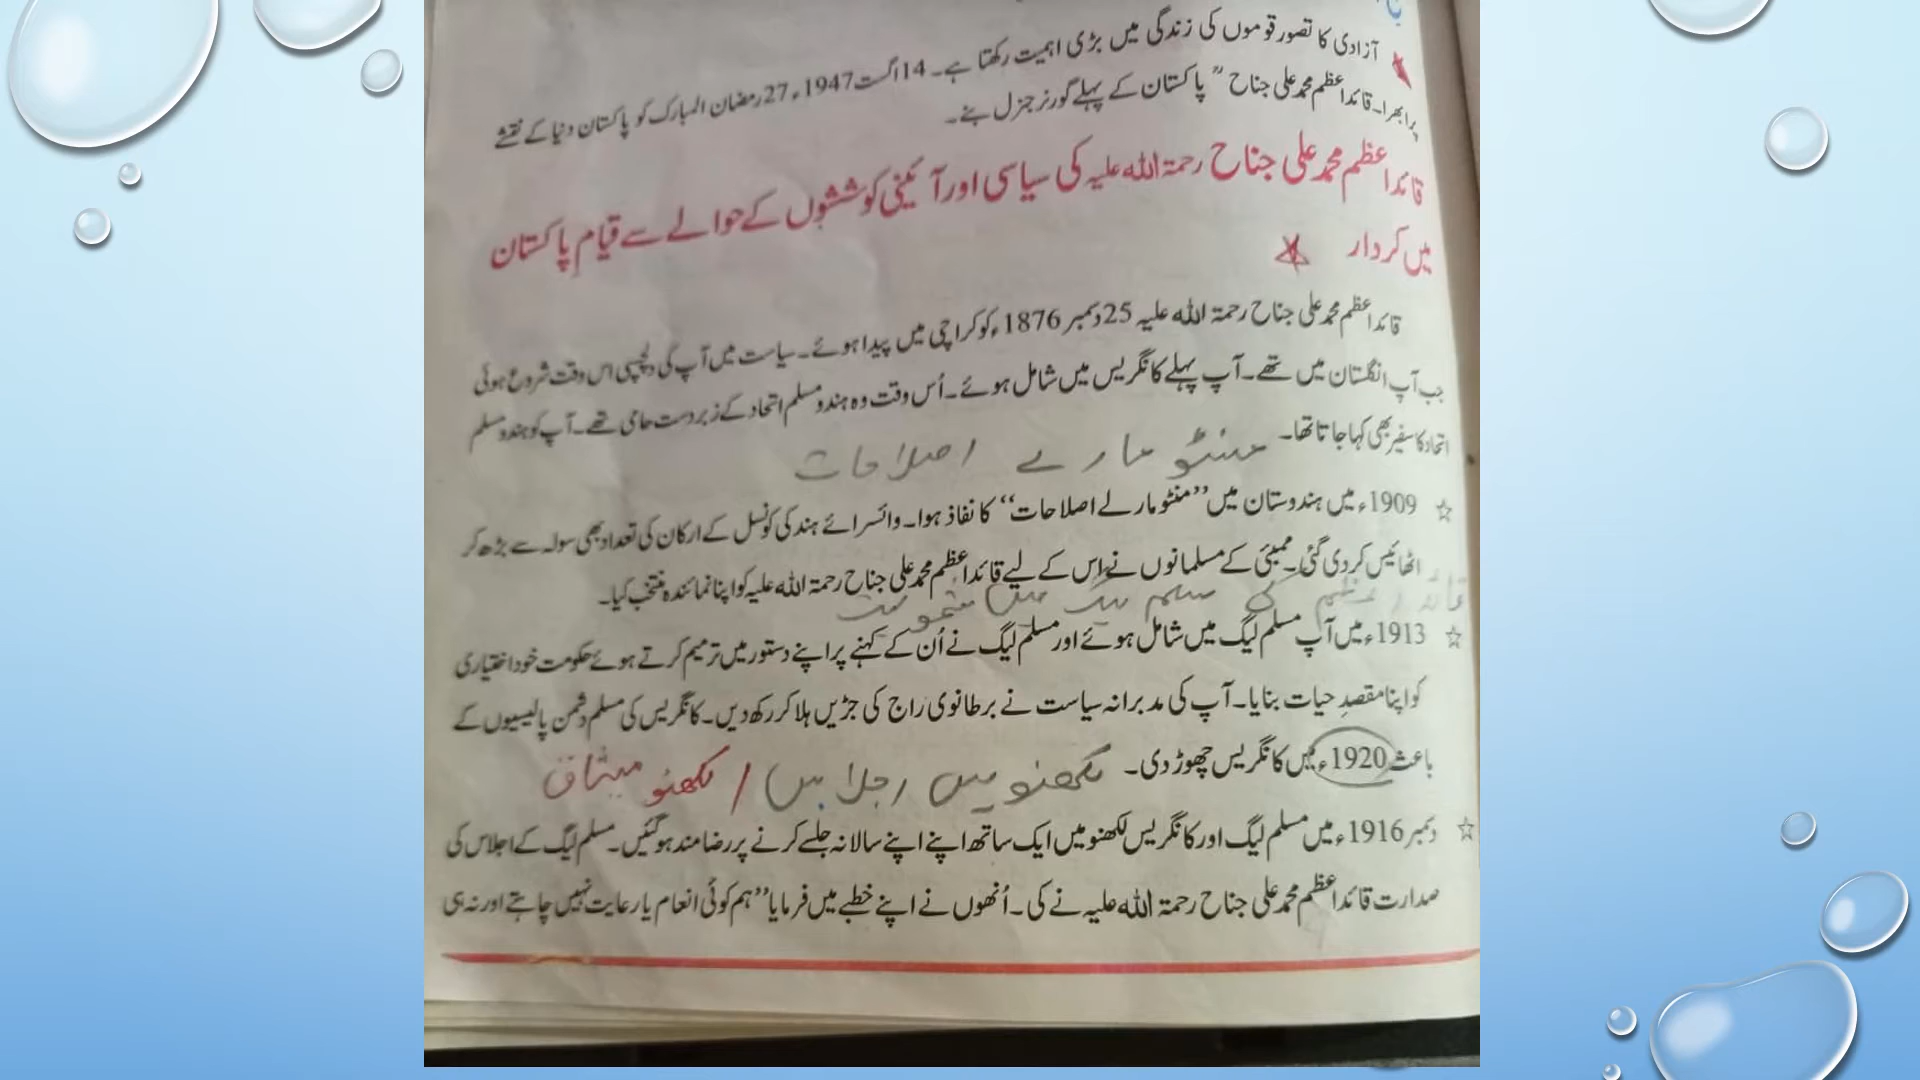 آزادی کا تصور قوموں کی زندگی میں بڑی اہمیت رکھتا ہے۔ 14 اگست 1947ء، 27 رمضان المبارک کو پاکستان دنیا کے نقشے
پر ابھرا۔ قائداعظم محمد علی جناحؒ پاکستان کے پہلے گورنر جنرل بنے۔
قائداعظم محمد علی جناح رحمۃ اللہ علیہ کی سیاسی اور آئینی کوششوں کے حوالے سے قیامِ پاکستان
میں کردار
قائداعظم محمد علی جناح رحمۃ اللہ علیہ 25 دسمبر 1876ء کو کراچی میں پیدا ہوئے۔ سیاست میں آپ کی دلچسپی اس وقت شروع ہوئی
جب آپ انگلستان میں تھے۔ آپ پہلے کانگریس میں شامل ہوئے۔ اُس وقت وہ ہندو مسلم اتحاد کے زبردست حامی تھے۔ آپ کو ہندو مسلم
اتحاد کا سفیر بھی کہا جاتا تھا۔
منٹو مارلے اصلاحات
☆ 1909ء میں ہندوستان میں ’’منٹو مارلے اصلاحات‘‘ کا نفاذ ہوا۔ وائسرائے ہند کی کونسل کے ارکان کی تعداد بھی سولہ سے بڑھ کر
اٹھائیس کر دی گئی۔ ممبئی کے مسلمانوں نے اس کے لیے قائداعظم محمد علی جناح رحمۃ اللہ علیہ کو اپنا نمائندہ منتخب کیا۔
قائد اعظم کی مسلم لیگ میں شمولیت
☆ 1913ء میں آپ مسلم لیگ میں شامل ہوئے اور مسلم لیگ نے اُن کے کہنے پر اپنے دستور میں ترمیم کرتے ہوئے حکومت خود اختیاری
کو اپنا مقصدِ حیات بنایا۔ آپ کی مدبرانہ سیاست نے برطانوی راج کی جڑیں ہلا کر رکھ دیں۔ کانگریس کی مسلم دشمن پالیسیوں کے
باعث 1920ء میں کانگریس چھوڑ دی۔
لکھنو میں اجلاس / لکھنو میثاق
☆ دسمبر 1916ء میں مسلم لیگ اور کانگریس لکھنو میں ایک ساتھ اپنے اپنے سالانہ جلسے کرنے پر رضامند ہو گئیں۔ مسلم لیگ کے اجلاس کی
صدارت قائداعظم محمد علی جناح رحمۃ اللہ علیہ نے کی۔ اُنھوں نے اپنے خطبے میں فرمایا ’’ہم کوئی انعام یا رعایت نہیں چاہتے اور نہ ہی